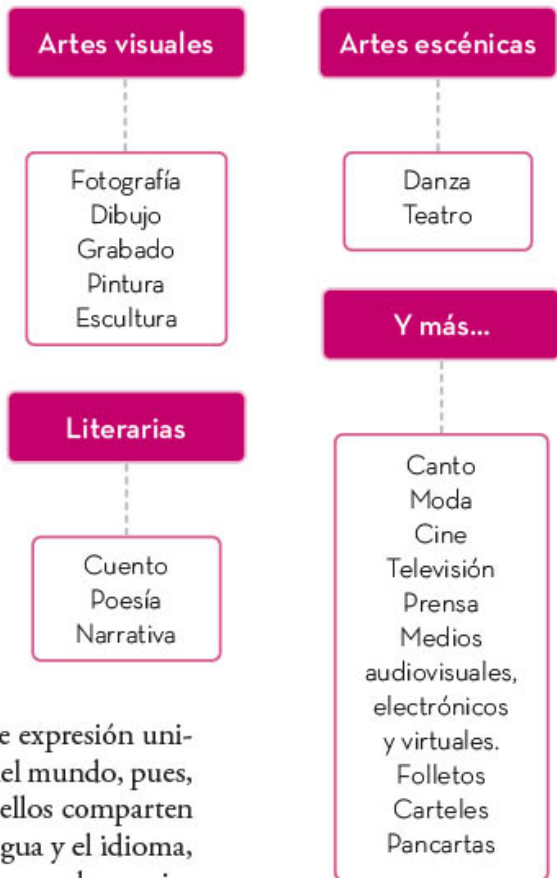 Artes visuales
Fotografía
Dibujo
Grabado
Pintura
Escultura
Literarias
Cuento
Poesía
Narrativa
Artes escénicas
Danza
Teatro
Y más...
Canto
Moda
Cine
Televisión
Prensa
Medios
audiovisuales,
electrónicos
y virtuales.
Folletos
Carteles
Pancartas
e expresión uni-
el mundo, pues,
ellos comparten
gua y el idioma,